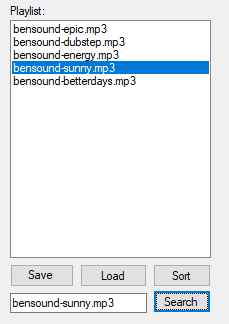 Playlist:
bensound-epic.mp3
bensound-dubstep.mp3
bensound-energy.mp3
bensound-sunny.mp3
bensound-betterdays.mp3
Save Load Sort
bensound-sunny.mp3 Search